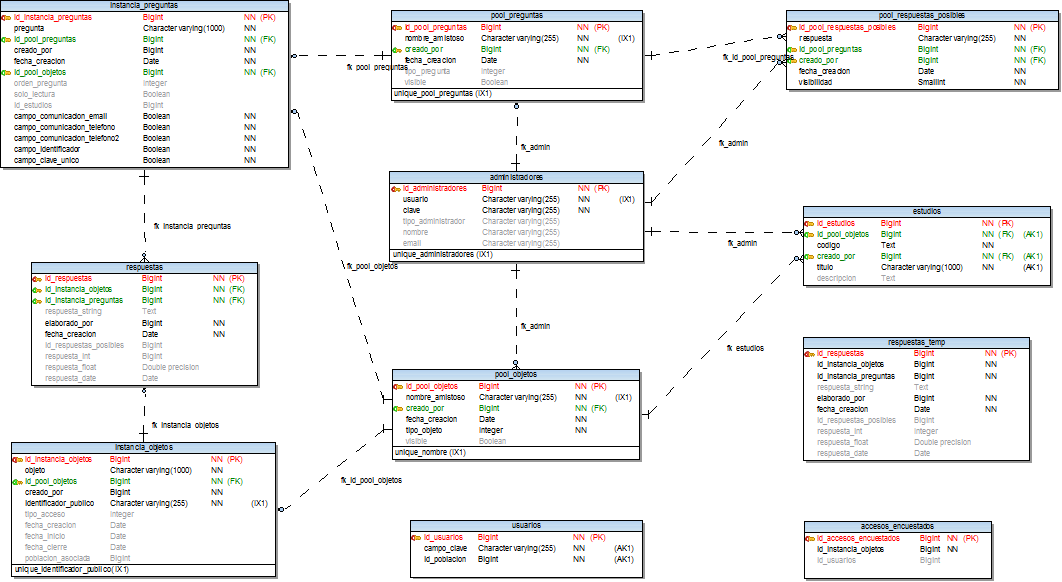 instancia_preguntas
id_instancia_preguntas Bigint NN (PK)
pregunta Character varying(1000) NN
id_pool_preguntas Bigint NN (FK)
creado_por Bigint NN
fecha_creacion Date NN
id_pool_objetos Bigint NN (FK)
orden_pregunta Integer
solo_lectura Boolean
id_estudios Bigint
campo_comunicacion_email Boolean NN
campo_comunicacion_telefono Boolean NN
campo_comunicacion_telefono2 Boolean NN
campo_identificador Boolean NN
campo_clave_unico Boolean NN
pool_preguntas
id_pool_preguntas Bigint NN (PK)
nombre_amistoso Character varying(255) NN (IX1)
creado_por Bigint NN (FK)
fecha_creacion Date NN
tipo_pregunta Integer
visible Boolean
unique_pool_preguntas (IX1)
pool_respuestas_posibles
id_pool_respuestas_posibles Bigint NN (PK)
respuesta Character varying(255) NN
id_pool_preguntas Bigint NN (FK)
creado_por Bigint NN (FK)
fecha_creacion Date NN
visibilidad Smallint NN
fk_pool_preguntas
fk_id_pool_preguntas
fk_admin
fk_admin
administradores
id_administradores Bigint NN (PK)
usuario Character varying(255) NN (IX1)
clave Character varying(255) NN
tipo_administrador Character varying(255)
nombre Character varying(255)
email Character varying(255)
unique_administradores (IX1)
estudios
id_estudios Bigint NN (PK)
id_pool_objetos Bigint NN (FK) (AK1)
codigo Text NN
creado_por Bigint NN (FK) (AK1)
titulo Character varying(1000) NN (AK1)
descripcion Text
fk_instancia_preguntas
fk_admin
fk_pool_objetos
respuestas
id_respuestas Bigint NN (PK)
id_instancia_objetos Bigint NN (FK)
id_instancia_preguntas Bigint NN (FK)
respuesta_string Text
elaborado_por Bigint NN
fecha_creacion Date NN
id_respuestas_posibles Bigint
respuesta_int Bigint
respuesta_float Double precision
respuesta_date Date
fk_admin
fk_estudios
respuestas_temp
id_respuestas Bigint NN (PK)
id_instancia_objetos Bigint NN
id_instancia_preguntas Bigint NN
respuesta_string Text
elaborado_por Bigint NN
fecha_creacion Date NN
id_respuestas_posibles Bigint
respuesta_int Integer
respuesta_float Double precision
respuesta_date Date
pool_objetos
id_pool_objetos Bigint NN (PK)
nombre_amistoso Character varying(255) NN (IX1)
creado_por Bigint NN (FK)
fecha_creacion Date NN
tipo_objeto Integer NN
visible Boolean
unique_nombre (IX1)
fk_instancia_objetos
instancia_objetos
id_instancia_objetos Bigint NN (PK)
objeto Character varying(1000) NN
id_pool_objetos Bigint NN (FK)
creado_por Bigint NN
identificador_publico Character varying(255) NN (IX1)
tipo_acceso Integer
fecha_creacion Date
fecha_inicio Date
fecha_cierre Date
poblacion_asociada Bigint
unique_identificador_publico (IX1)
fk_id_pool_objetos
usuarios
id_usuarios Bigint NN (PK)
campo_clave Character varying(255) NN (AK1)
id_poblacion Bigint NN (AK1)
accesos_encuestados
id_accesos_encuestados Bigint NN (PK)
id_instancia_objetos Bigint NN
id_usuarios Bigint